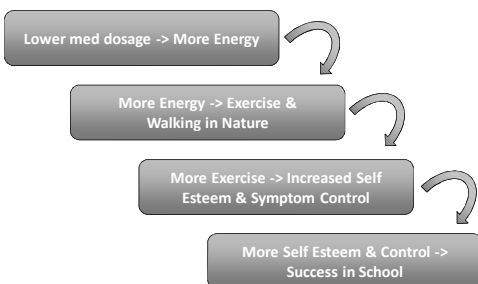 Lower med dosage -> More Energy
More Energy -> Exercise &
Walking in Nature
More Exercise -> Increased Self
Esteem & Symptom Control
More Self Esteem & Control ->
Success in School